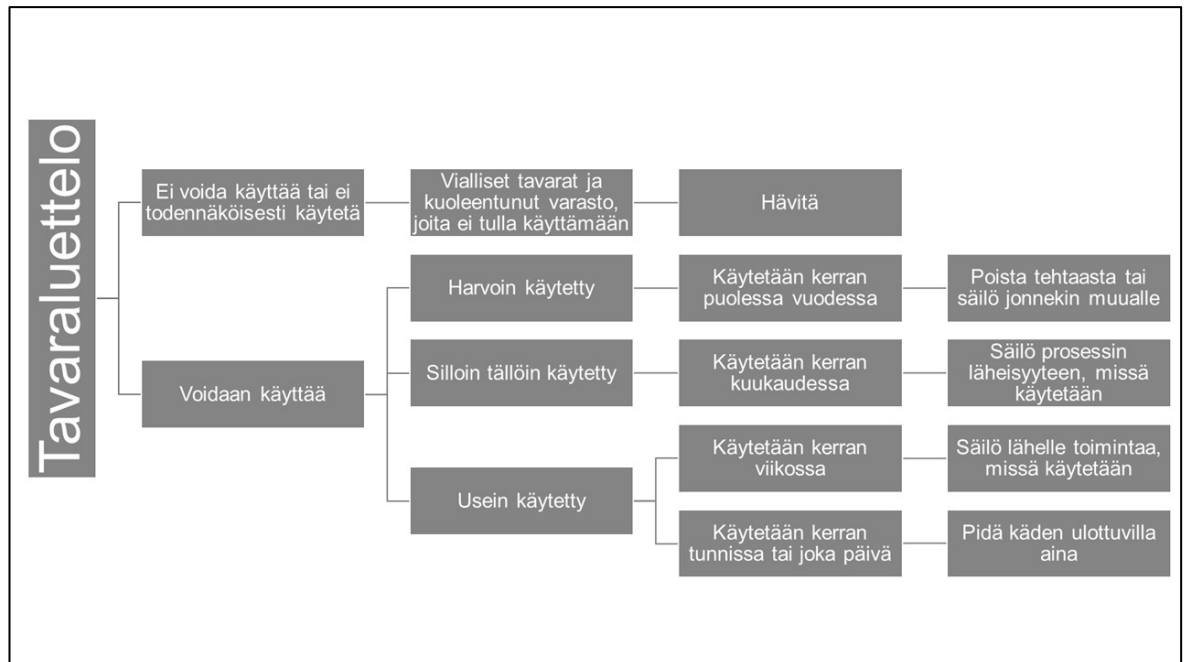 Tavaraluettelo
Ei voida käyttää tai ei
todennäköisesti käytetä
Vialliset tavarat ja
kuoleentunut varasto,
joita ei tulla käyttämään
Hävitä
Voidaan käyttää
Harvoin käytetty
Käytetään kerran
puolessa vuodessa
Poista tehtaasta tai
säilö jonnekin muualle
Silloin tällöin käytetty
Käytetään kerran
kuukaudessa
Säilö prosessin
läheisyyteen, missä
käytetään
Usein käytetty
Käytetään kerran
viikossa
Säilö lähelle toimintaa,
missä käytetään
Käytetään kerran
tunnissa tai joka päivä
Pidä käden ulottuvilla
aina